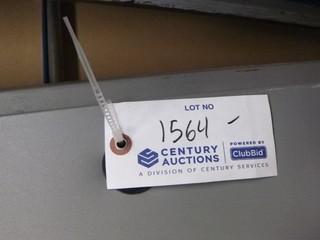 LOT NO
1564 -
CENTURY AUCTIONS
POWERED BY
ClubBid
A DIVISION OF CENTURY SERVICES